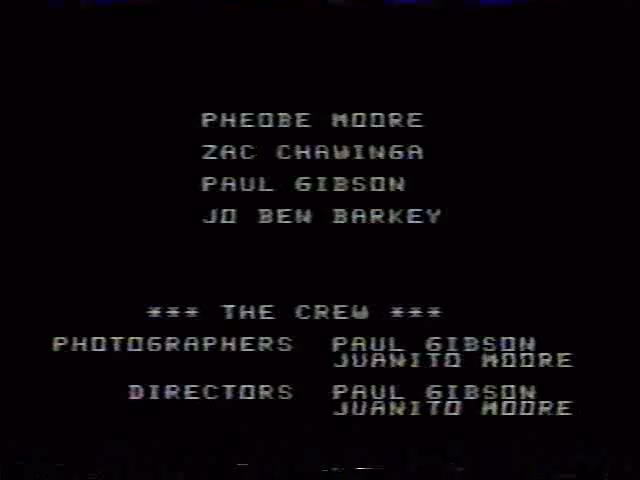 PHEOBE MOORE
ZAC CHAWINGA
PAUL GIBSON
JO BEN BARKEY
*** THE CREW ***
PHOTOGRAPHERS PAUL GIBSON
JUANITO MOORE
DIRECTORS PAUL GIBSON
JUANITO MOORE